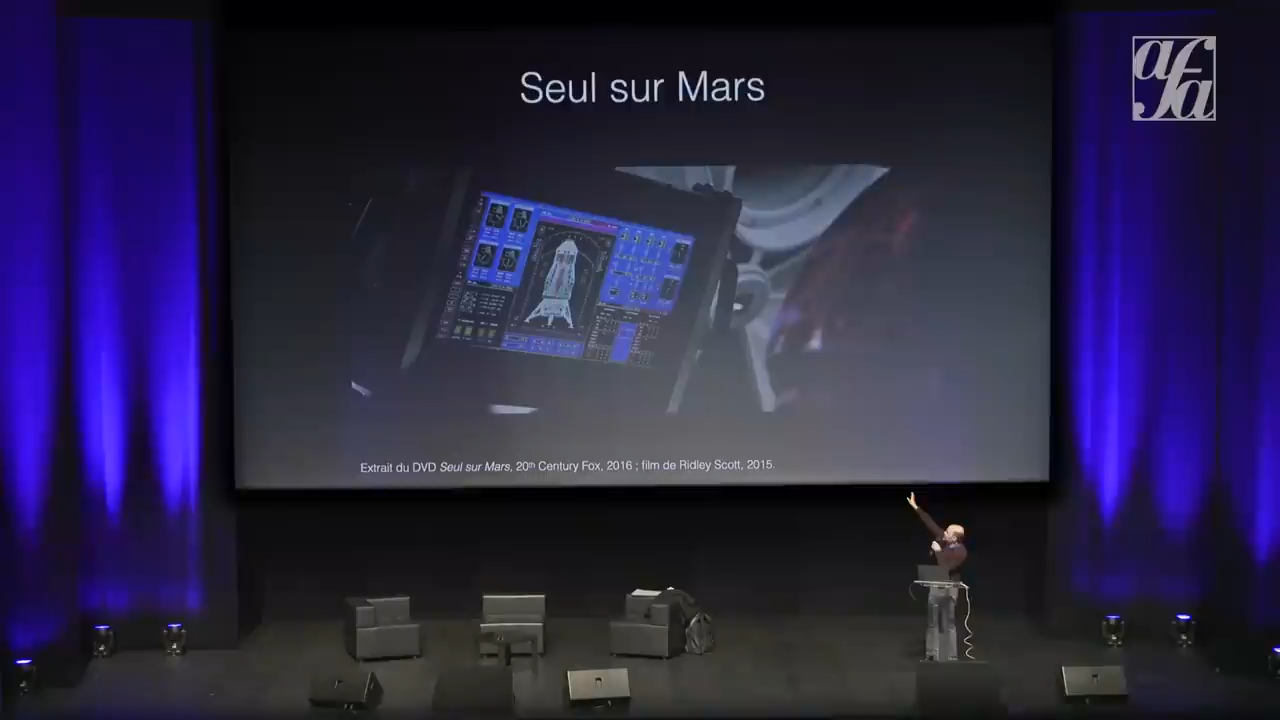 Seul sur Mars
afa
Extrait du DVD Seul sur Mars, 20th Century Fox, 2016 ; film de Ridley Scott, 2015.